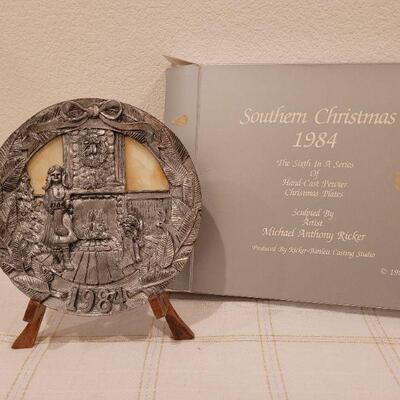 Southern Christmas
1984
The Sixth In A Series
Of
Hand-Cast Pewter
Christmas Plates
Sculped By
Artist
Michael Anthony Ricker
Produced By Ricker-Bartlett Casting Studio
©
1984